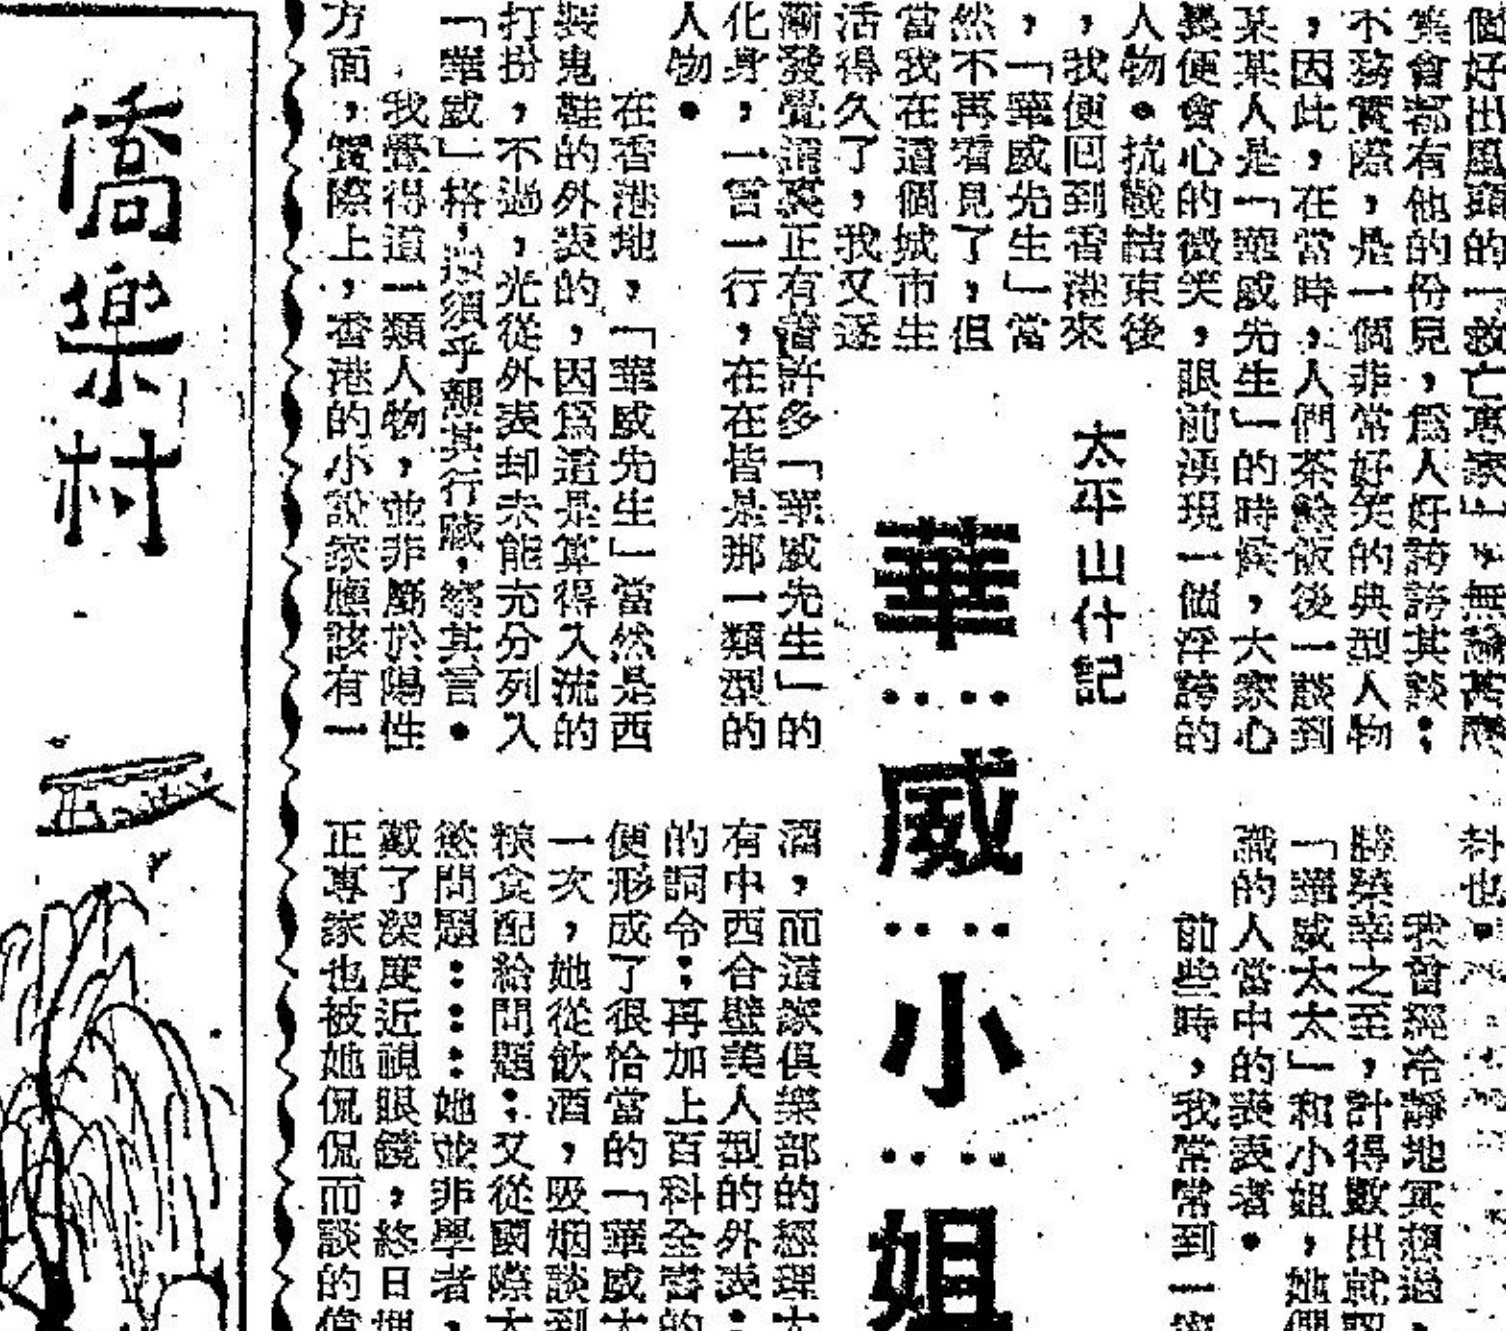 個好出風頭的「救亡專家」，無論甚麼
集會都有他的份兒，為人好誇誇其談；
不務實際，是一個非常好笑的典型人物
，因此，在當時，人們茶餘飯後一談到
某某人是「華威先生」的時候，大家心
裏便會心的微笑，眼前湧現一個浮誇的
人物。抗戰結束後
，我便回到香港來
，「華威先生」當
然不再看見了，但
當我在這個城市生
活得久了，我又逐
漸發覺這裏正有着許多「華威先生」的
化身，一言一行，在在皆是那一類型的
人物。
在香港地，「華威先生」當然是西
裝鬼鞋的外表的，因為這是算得入流的
打扮，不過，光從外表却未能充分列入
「華威」格，須乎觀其行藏，察其言。
我覺得這一類人物，並非屬於陽性
方面，實際上，香港的小說家應該有一
太平山什記
華‥‥威‥‥小‥‥姐
科也。
我曾經冷靜地冥想過，
勝榮幸之至，計得數出就
「華威太太」和小姐，她們
識的人當中的表表者。
前些時，我常常到一
酒，而這家俱樂部的經理
有中西合壁美人型的外表；
的詞令；再加上百科全書的
便形成了很恰當的「華威
一次，她從飲酒，吸烟談到
粮食配給問題；又從國際大
慾問題……她並非學者，
戴了深度近視眼鏡，終日埋
正專家也被她侃侃而談的
僑樂村